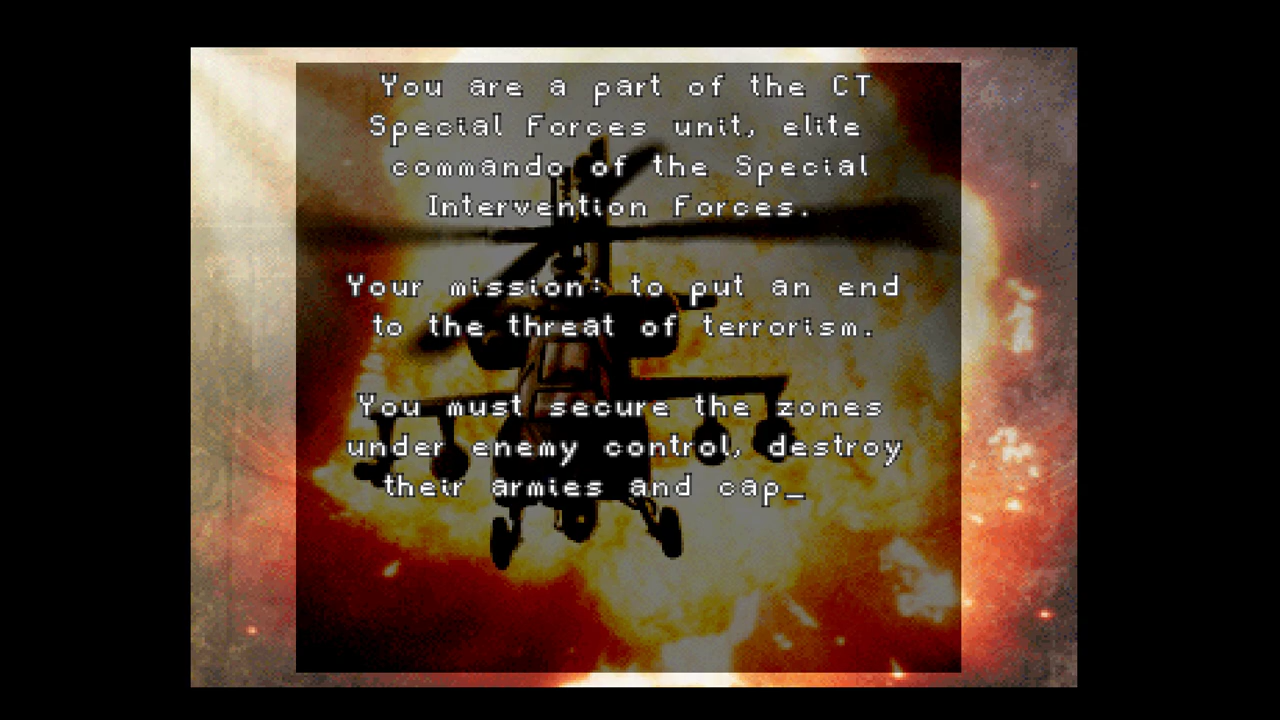 You are a part of the CT
Special Forces unit, elite
commando of the Special
Intervention Forces.
Your mission: to put an end
to the threat of terrorism.
You must secure the zones
under enemy control, destroy
their armies and cap_